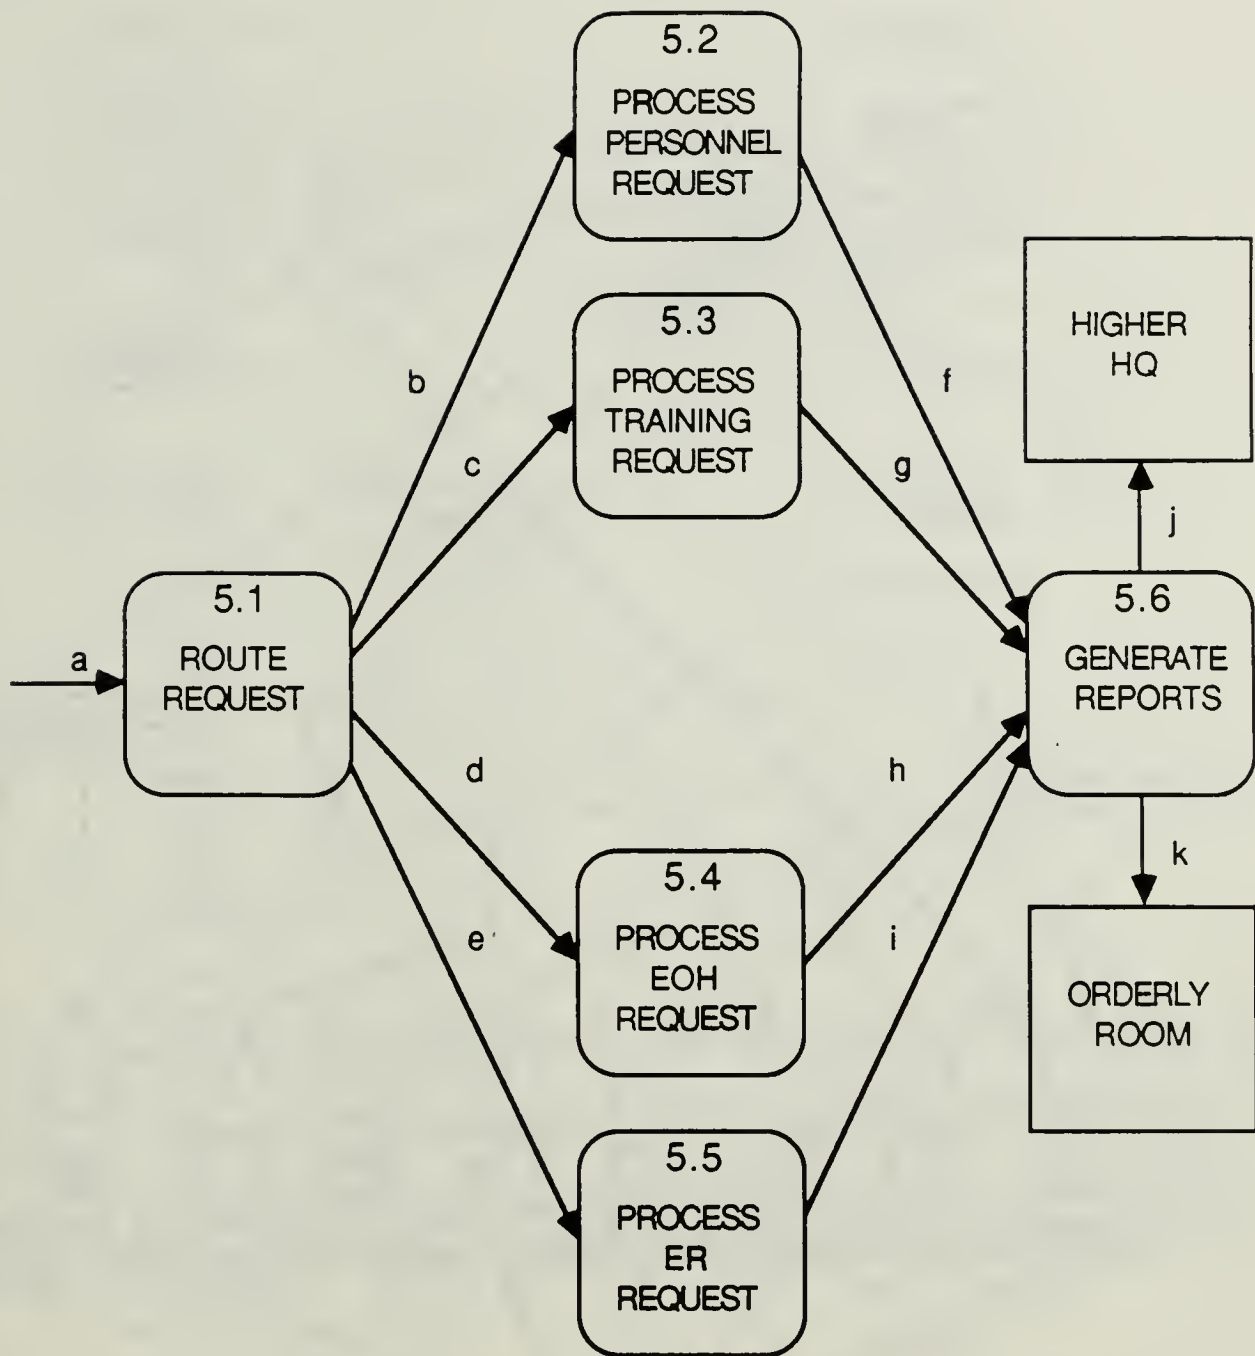 5.2
PROCESS
PERSONNEL
REQUEST
5.3
PROCESS
TRAINING
REQUEST
HIGHER
HQ
b
f
c
g
j
5.1
ROUTE
REQUEST
a
5.6
GENERATE
REPORTS
d
h
k
e
i
5.4
PROCESS
EOH
REQUEST
ORDERLY
ROOM
5.5
PROCESS
ER
REQUEST